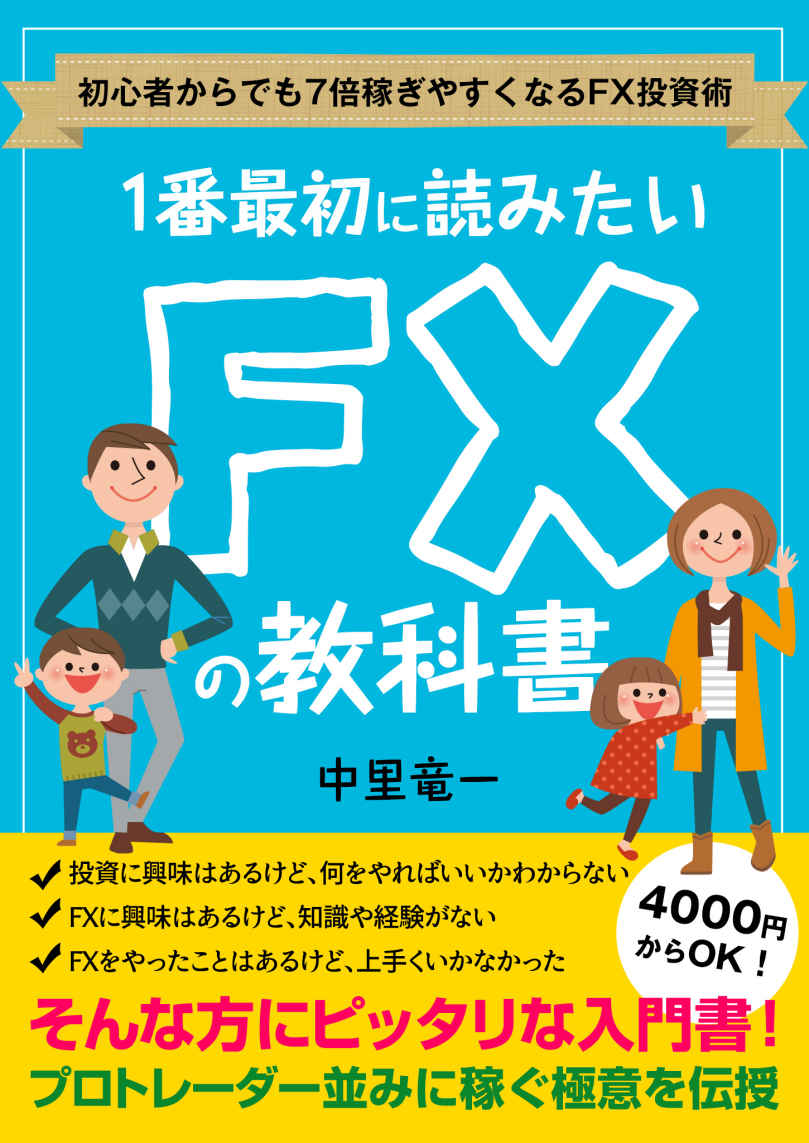 初心者からでも7倍稼ぎやすくなるFX投資術
1番最初に読みたい
FX
の教科書
中里竜一
投資に興味はあるけど、何をやればいいかわからない
FXに興味はあるけど、知識や経験がない
FXをやったことはあるけど、上手くいかなかった
4000円
からOK！
そんな方にピッタリな入門書！
プロトレーダー並みに稼ぐ極意を伝授